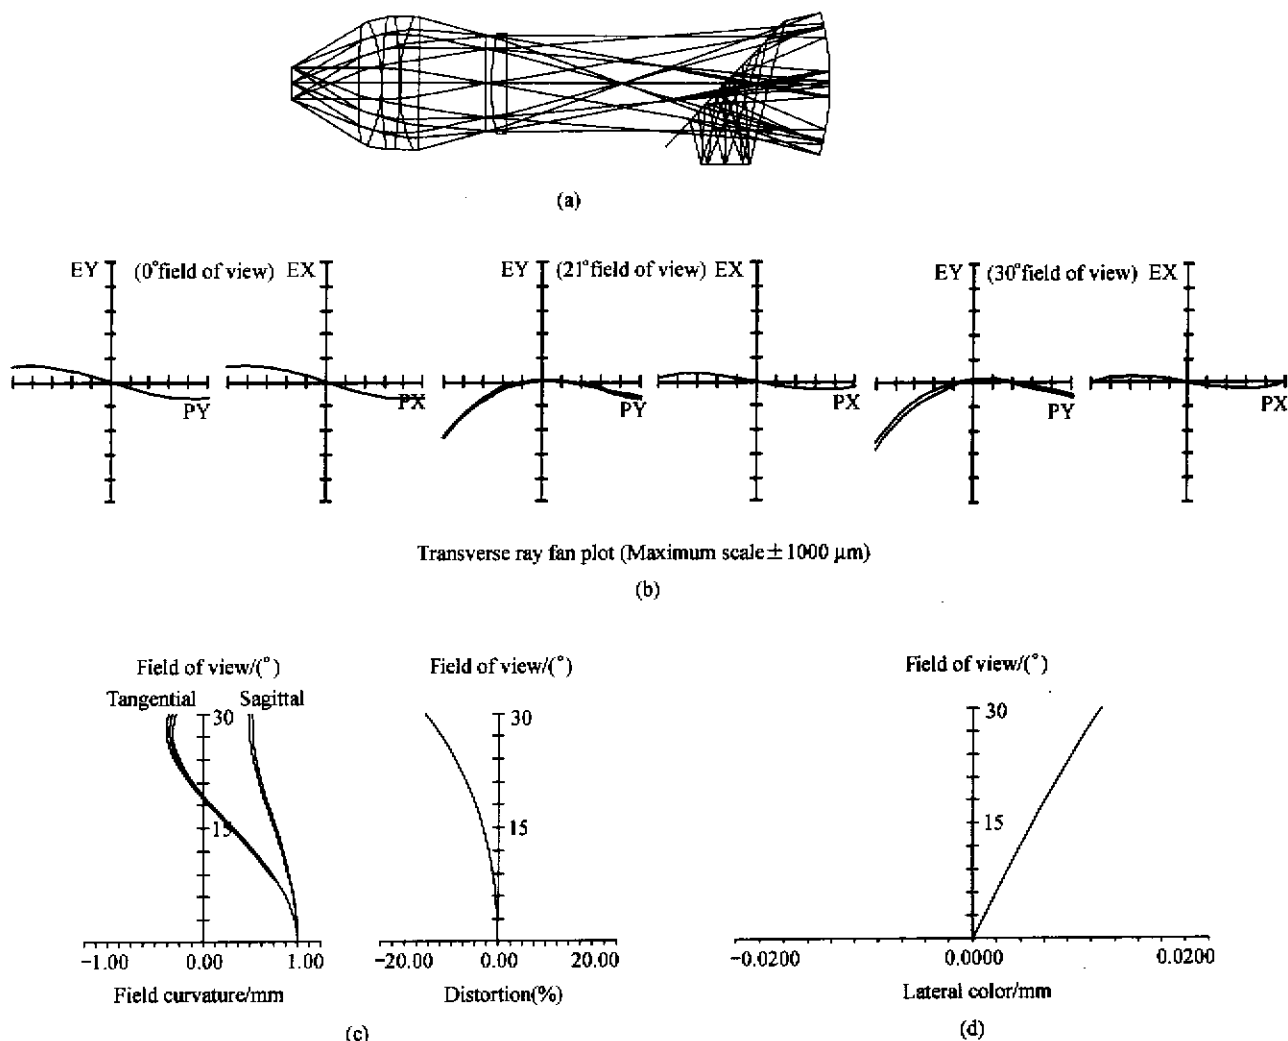 (a)
EY (0°field of view) EX
PY PX
EY (21°field of view) EX
PY PX
EY (30°field of view) EX
PY PX
Transverse ray fan plot (Maximum scale±1000 μm)
(b)
Field of view/(°)
Tangential Sagittal
30
15
−1.00 0.00 1.00
Field curvature/mm
Field of view/(°)
30
15
−20.00 0.00 20.00
Distortion(%)
(c)
Field of view/(°)
30
15
−0.0200 0.0000 0.0200
Lateral color/mm
(d)